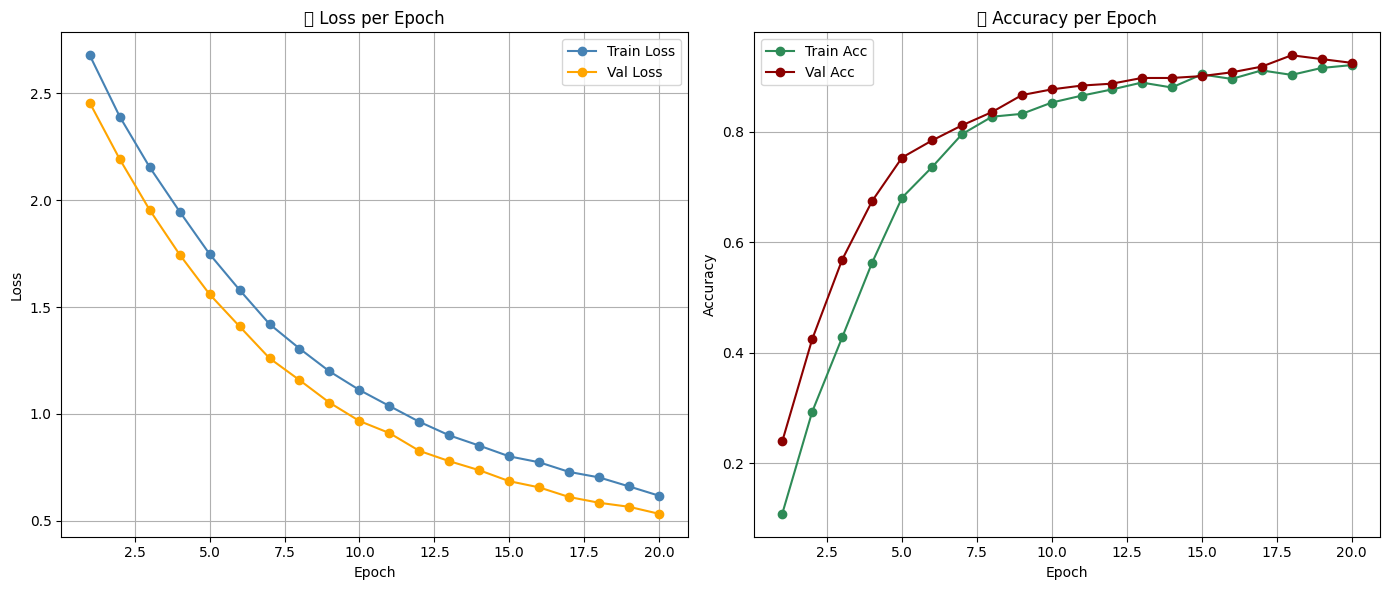 Loss per Epoch
Train Loss
Val Loss
2.5
2.0
1.5
1.0
0.5
Loss
2.5 5.0 7.5 10.0 12.5 15.0 17.5 20.0
Epoch
Accuracy per Epoch
Train Acc
Val Acc
0.8
0.6
0.4
0.2
Accuracy
2.5 5.0 7.5 10.0 12.5 15.0 17.5 20.0
Epoch